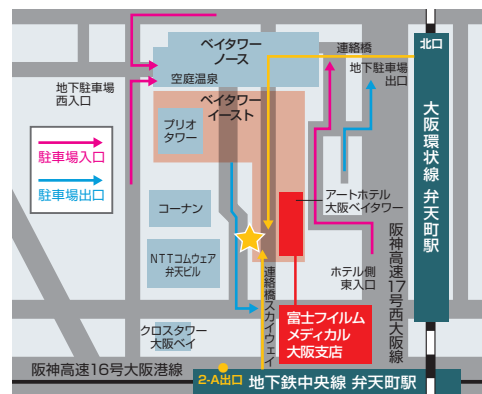 ベイタワー
ノース
連絡橋
北口
空庭温泉
地下駐車場
出口
地下駐車場
西入口
ベイタワー
イースト
プリオ
タワー
大阪環状線 弁天町駅
駐車場入口
駐車場出口
アートホテル
大阪ベイタワー
コーナン
阪神高速17号西大阪線
NTTコムウェア
弁天ビル
連絡橋スカイウェイ
ホテル側
東入口
富士フイルム
メディカル
大阪支店
クロスタワー
大阪ベイ
阪神高速16号大阪港線
2-A出口
地下鉄中央線 弁天町駅